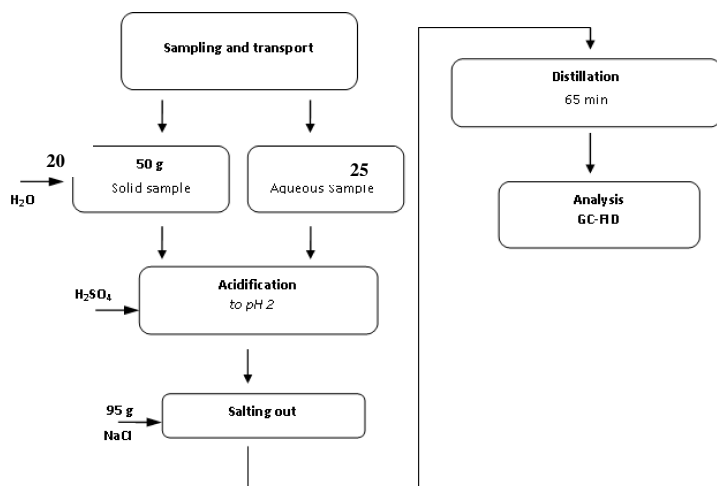 Sampling and transport
20
H₂O
50 g
Solid sample
25
Aqueous Sample
H₂SO₄
Acidification
to pH 2
95 g
NaCl
Salting out
Distillation
65 min
Analysis
GC-FID